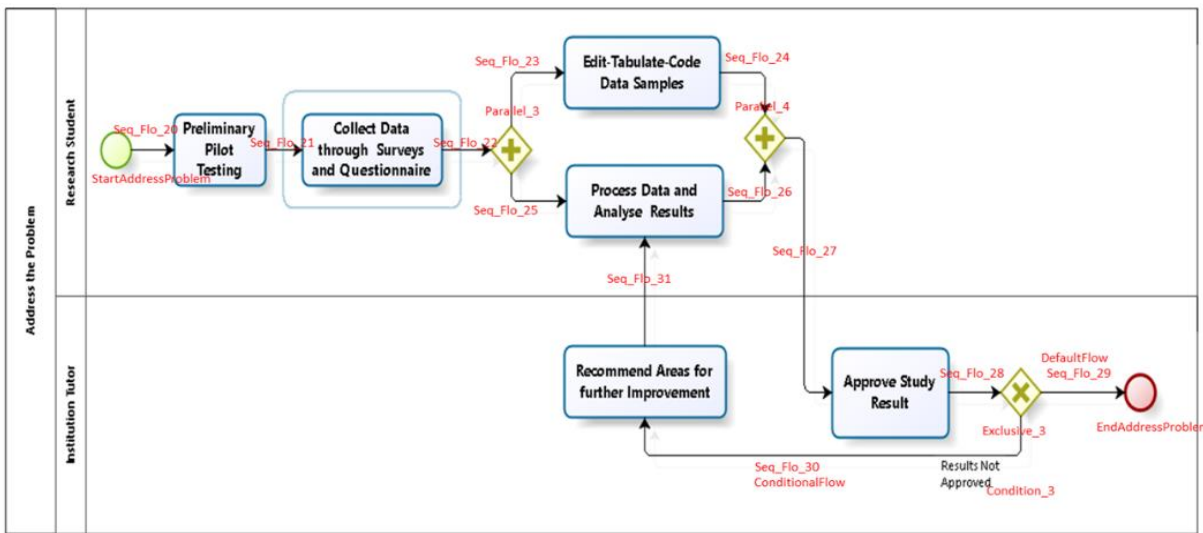 Address the Problem
Research Student
Institution Tutor
Seq_Flo_20
StartAddressProblem
Preliminary
Pilot
Testing
Seq_Flo_21
Collect Data
through Surveys
and Questionnaire
Seq_Flo_22
Parallel_3
Seq_Flo_23
Edit-Tabulate-Code
Data Samples
Seq_Flo_24
Parallel_4
Seq_Flo_25
Process Data and
Analyse Results
Seq_Flo_26
Seq_Flo_27
Seq_Flo_31
Recommend Areas for
further Improvement
Approve Study
Result
Seq_Flo_28
Exclusive_3
DefaultFlow
Seq_Flo_29
EndAddressProblem
Seq_Flo_30
ConditionalFlow
Results Not
Approved
Condition_3